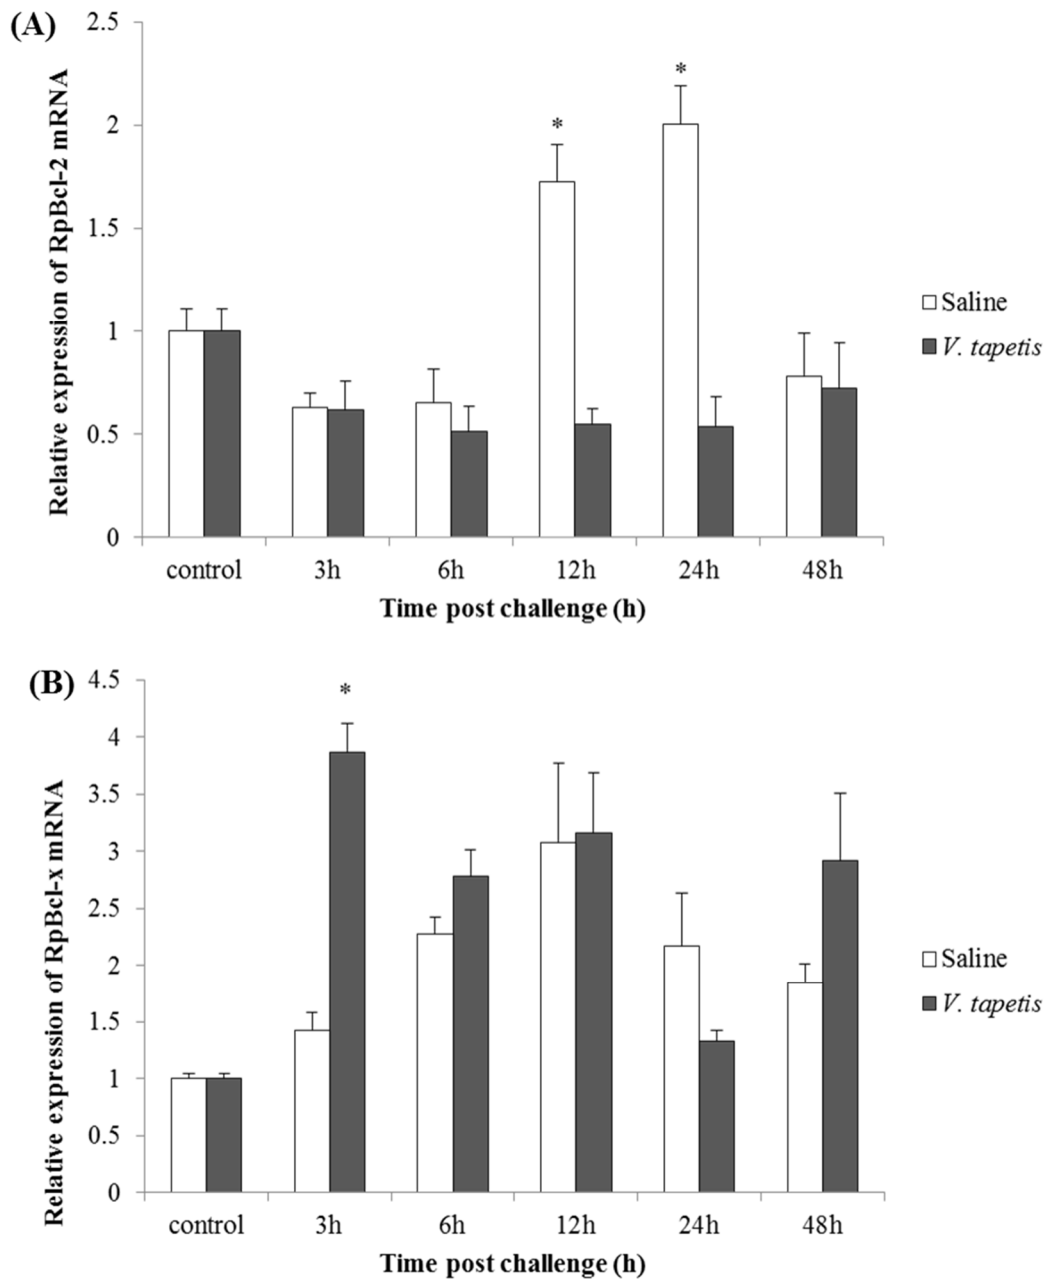 (A)
Relative expression of RpBcl-2 mRNA
2.5
2
1.5
1
0.5
0
*
*
control 3h 6h 12h 24h 48h
Time post challenge (h)
Saline
V. tapetis
(B)
Relative expression of RpBcl-x mRNA
4.5
4
3.5
3
2.5
2
1.5
1
0.5
0
*
control 3h 6h 12h 24h 48h
Time post challenge (h)
Saline
V. tapetis